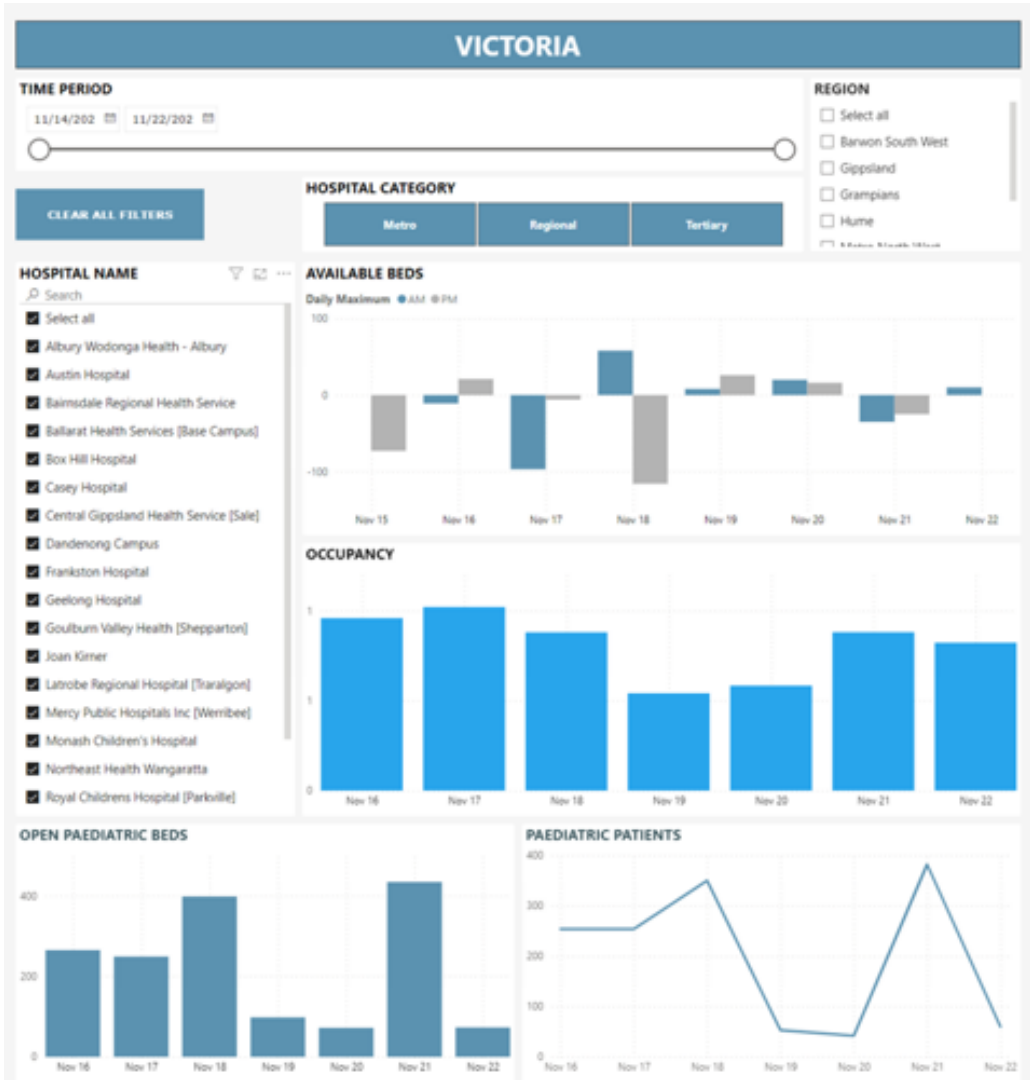 VICTORIA
TIME PERIOD
11/14/202 11/22/202
REGION
Select all
Barwon South West
Gippsland
Grampians
Hume
Metro North West
CLEAR ALL FILTERS
HOSPITAL CATEGORY
Metro Regional Tertiary
HOSPITAL NAME
Search
Select all
Albury Wodonga Health - Albury
Austin Hospital
Bairnsdale Regional Health Service
Ballarat Health Services [Base Campus]
Box Hill Hospital
Casey Hospital
Central Gippsland Health Service [Sale]
Dandenong Campus
Frankston Hospital
Geelong Hospital
Goulburn Valley Health [Shepparton]
Joan Kirner
Latrobe Regional Hospital [Traralgon]
Mercy Public Hospitals Inc [Werribee]
Monash Children's Hospital
Northeast Health Wangaratta
Royal Childrens Hospital [Parkville]
AVAILABLE BEDS
Daily Maximum AM PM
100
0
-100
Nov 15 Nov 16 Nov 17 Nov 18 Nov 19 Nov 20 Nov 21 Nov 22
OCCUPANCY
1
1
0
Nov 16 Nov 17 Nov 18 Nov 19 Nov 20 Nov 21 Nov 22
OPEN PAEDIATRIC BEDS
400
200
0
Nov 16 Nov 17 Nov 18 Nov 19 Nov 20 Nov 21 Nov 22
PAEDIATRIC PATIENTS
400
300
200
100
0
Nov 16 Nov 17 Nov 18 Nov 19 Nov 20 Nov 21 Nov 22